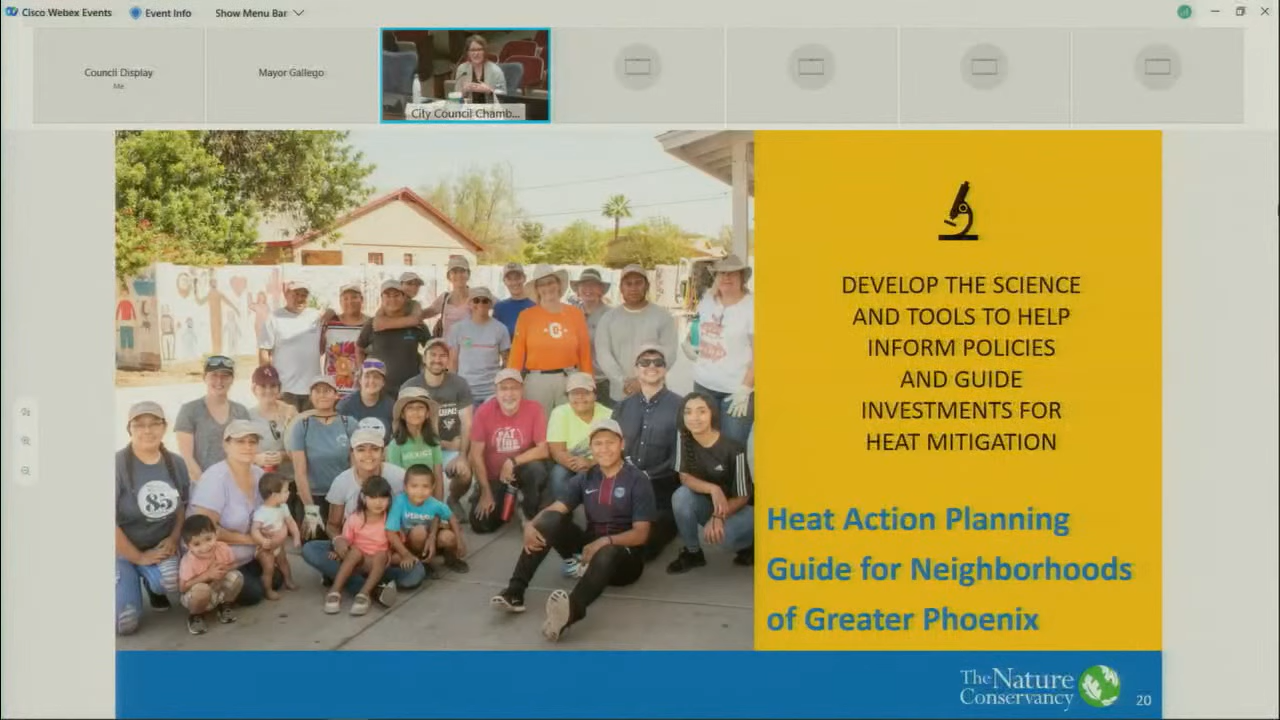 Cisco Webex Events
Event Info
Show Menu Bar
Council Display
Me
Mayor Gallego
City Council Chamb...
DEVELOP THE SCIENCE
AND TOOLS TO HELP
INFORM POLICIES
AND GUIDE
INVESTMENTS FOR
HEAT MITIGATION
Heat Action Planning
Guide for Neighborhoods
of Greater Phoenix
85
The Nature
Conservancy
20